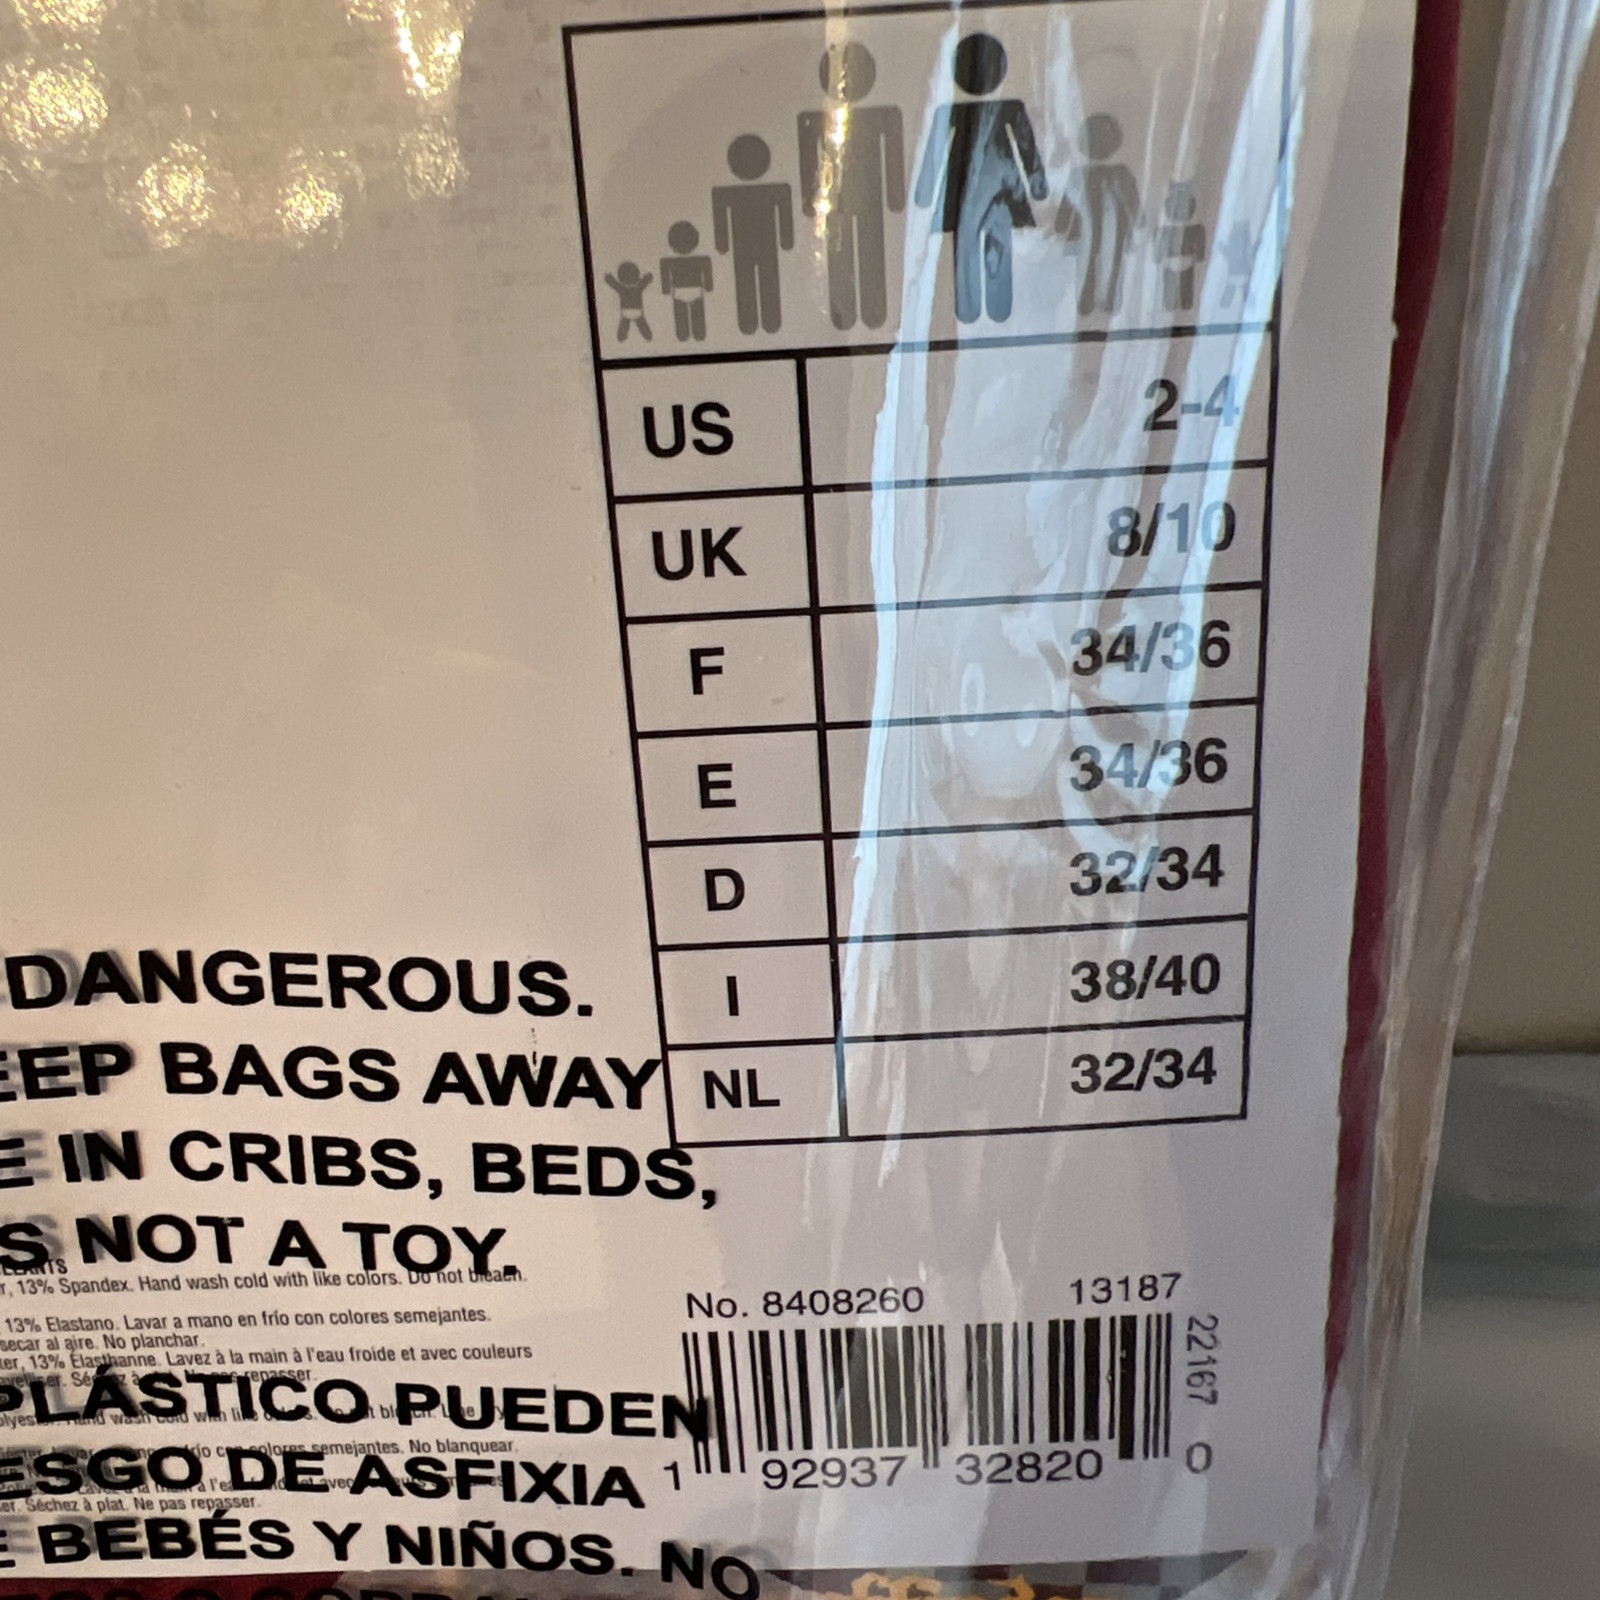 US 2-4
UK 8/10
F 34/36
E 34/36
D 32/34
I 38/40
NL 32/34
DANGEROUS.
EEP BAGS AWAY
E IN CRIBS, BEDS,
S NOT A TOY.
r, 13% Spandex. Hand wash cold with like colors. Do not bleach.
13% Elastano. Lavar a mano en frío con colores semejantes.
secar al aire. No planchar.
ter, 13% Élasthanne. Lavez à la main à l'eau froide et avec couleurs
PLÁSTICO PUEDEN
semejantes. No blanquear.
ESGO DE ASFIXIA
er. Séchez à plat. Ne pas repasser.
E BEBÉS Y NIÑOS. NO
No. 8408260 13187
22167
1 92937 32820 0